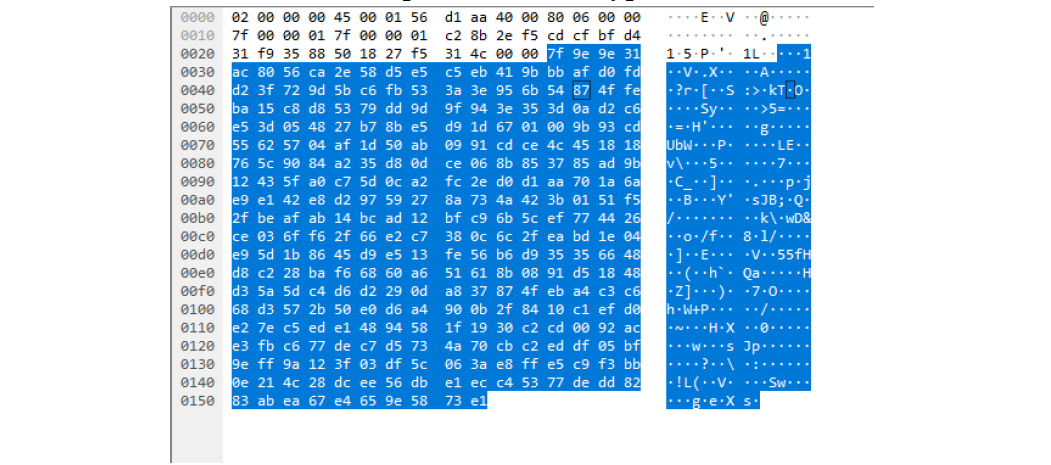 0000 02 00 00 00 45 00 01 56 d1 aa 40 00 80 06 00 00 ····E··V ··@·····
0010 7f 00 00 01 7f 00 00 01 c2 8b 2e f5 cd cf bf d4 ········ ··.·····
0020 31 f9 35 88 50 18 27 f5 31 4c 00 00 7f 9e 9e 31 1·5·P·'· 1L·····1
0030 ac 80 56 ca 2e 58 d5 e5 c5 eb 41 9b bb af d0 fd ··V·.X·· ··A·····
0040 d2 3f 72 9d 5b c6 fb 53 3a 3e 95 6b 54 87 4f fe ·?r·[··S :>·kT·O·
0050 ba 15 c8 d8 53 79 dd 9d 9f 94 3e 35 3d 0a d2 c6 ····Sy·· ··>5=···
0060 e5 3d 05 48 27 b7 8b e5 d9 1d 67 01 00 9b 93 cd ·=·H'··· ··g·····
0070 55 62 57 04 af 1d 50 ab 09 91 cd ce 4c 45 18 18 UbW···P· ····LE··
0080 76 5c 90 84 a2 35 d8 0d ce 06 8b 85 37 85 ad 9b v\···5·· ····7···
0090 12 43 5f a0 c7 5d 0c a2 fc 2e d0 d1 aa 70 1a 6a ·C_··]·· ·.···p·j
00a0 e9 e1 42 e8 d2 97 59 27 8a 73 4a 42 3b 01 51 f5 ··B···Y' ·sJB;·Q·
00b0 2f be af ab 14 bc ad 12 bf c9 6b 5c ef 77 44 26 /······· ··k\·wD&
00c0 ce 03 6f f6 2f 66 e2 c7 38 0c 6c 2f ea bd 1e 04 ··o·/f·· 8·l/····
00d0 e9 5d 1b 86 45 d9 e5 13 fe 56 b6 d9 35 35 66 48 ·]··E··· ·V··55fH
00e0 d8 c2 28 ba f6 68 60 a6 51 61 8b 08 91 d5 18 48 ··(··h`· Qa·····H
00f0 d3 5a 5d c4 d6 d2 29 0d a8 37 87 4f eb a4 c3 c6 ·Z]···)· ·7·O····
0100 68 d3 57 2b 50 e0 d6 a4 90 0b 2f 84 10 c1 ef d0 h·W+P··· ··/·····
0110 e2 7e c5 ed e1 48 94 58 1f 19 30 c2 cd 00 92 ac ·~···H·X ··0·····
0120 e3 fb c6 77 de c7 d5 73 4a 70 cb c2 ed df 05 bf ···w···s Jp······
0130 9e ff 9a 12 3f 03 df 5c 06 3a e8 ff e5 c9 f3 bb ····?··\ ·:······
0140 0e 21 4c 28 dc ee 56 db e1 ec c4 53 77 de dd 82 ·!L(··V· ···Sw···
0150 83 ab ea 67 e4 65 9e 58 73 e1 ···g·e·X s·